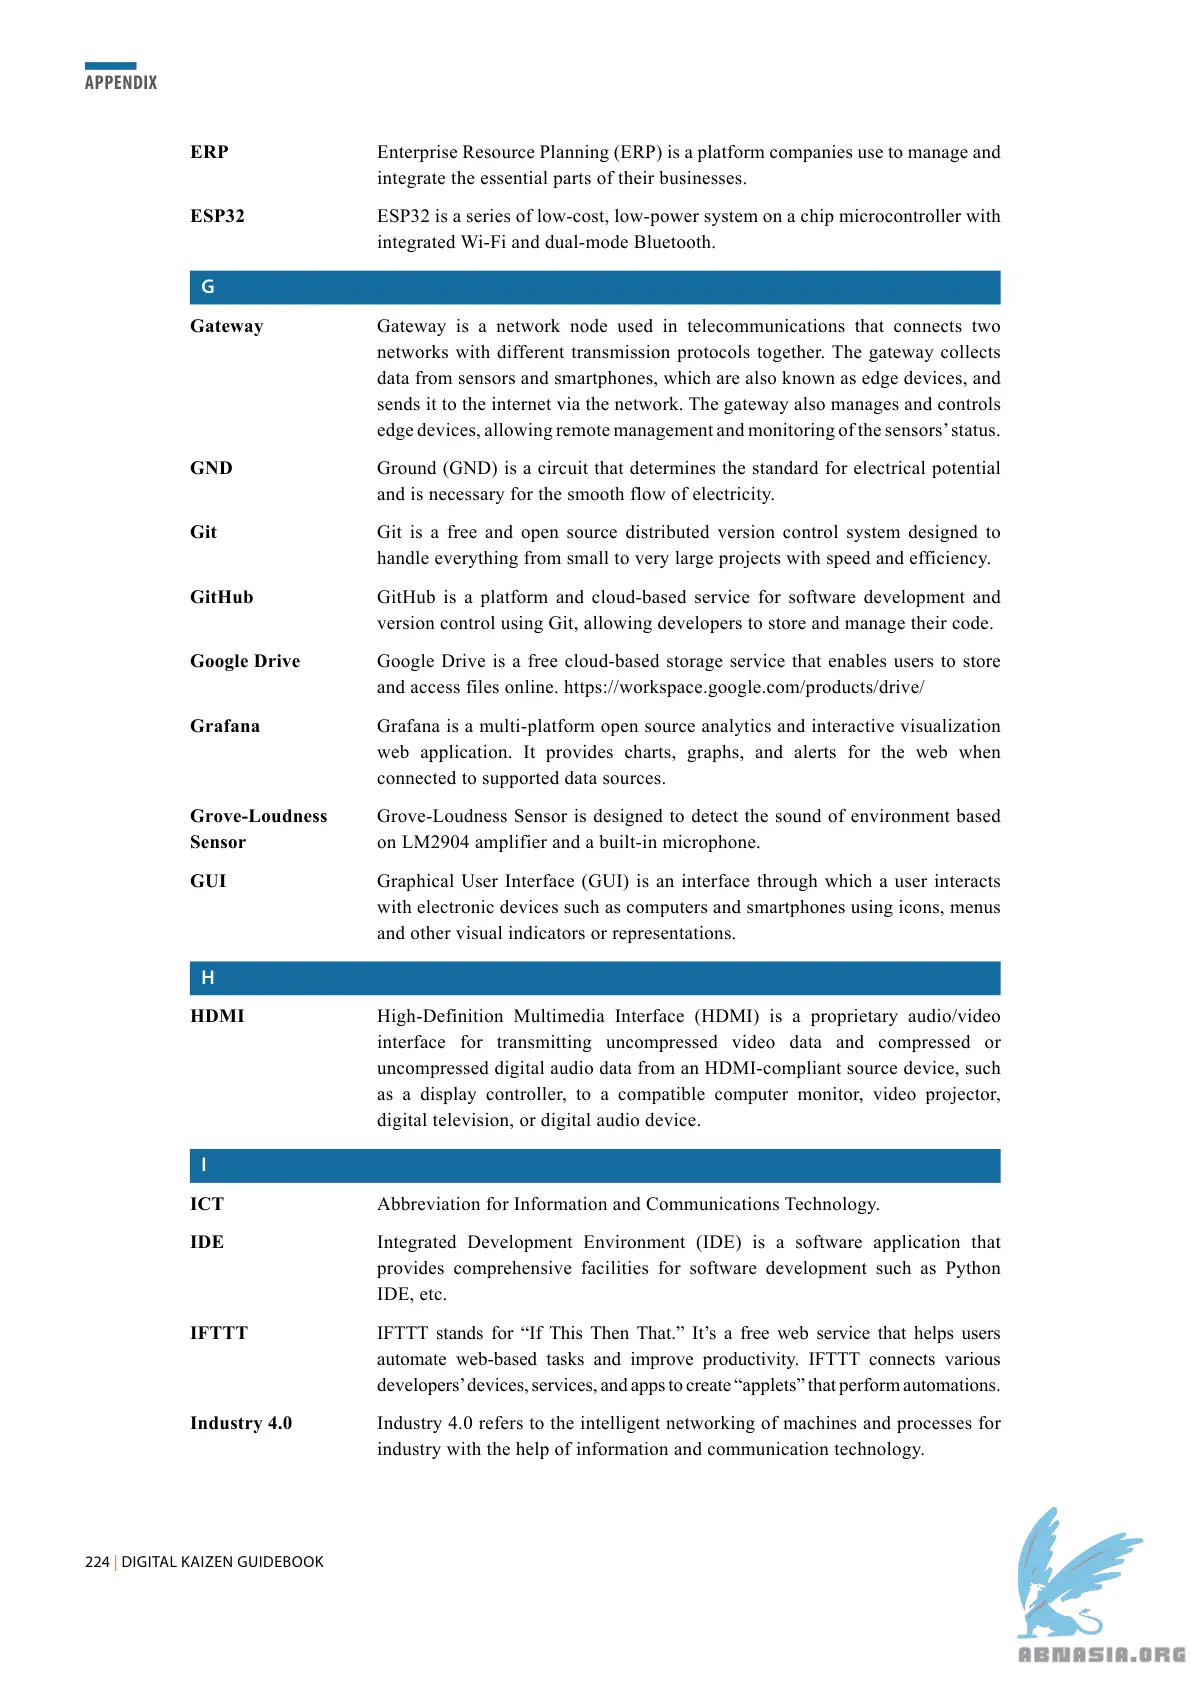 APPENDIX
ERP Enterprise Resource Planning (ERP) is a platform companies use to manage and
integrate the essential parts of their businesses.
ESP32 ESP32 is a series of low-cost, low-power system on a chip microcontroller with
integrated Wi-Fi and dual-mode Bluetooth.
G
Gateway Gateway is a network node used in telecommunications that connects two
networks with different transmission protocols together. The gateway collects
data from sensors and smartphones, which are also known as edge devices, and
sends it to the internet via the network. The gateway also manages and controls
edge devices, allowing remote management and monitoring of the sensors’ status.
GND Ground (GND) is a circuit that determines the standard for electrical potential
and is necessary for the smooth flow of electricity.
Git Git is a free and open source distributed version control system designed to
handle everything from small to very large projects with speed and efficiency.
GitHub GitHub is a platform and cloud-based service for software development and
version control using Git, allowing developers to store and manage their code.
Google Drive Google Drive is a free cloud-based storage service that enables users to store
and access files online. https://workspace.google.com/products/drive/
Grafana Grafana is a multi-platform open source analytics and interactive visualization
web application. It provides charts, graphs, and alerts for the web when
connected to supported data sources.
Grove-Loudness Grove-Loudness Sensor is designed to detect the sound of environment based
Sensor on LM2904 amplifier and a built-in microphone.
GUI Graphical User Interface (GUI) is an interface through which a user interacts
with electronic devices such as computers and smartphones using icons, menus
and other visual indicators or representations.
H
HDMI High-Definition Multimedia Interface (HDMI) is a proprietary audio/video
interface for transmitting uncompressed video data and compressed or
uncompressed digital audio data from an HDMI-compliant source device, such
as a display controller, to a compatible computer monitor, video projector,
digital television, or digital audio device.
I
ICT Abbreviation for Information and Communications Technology.
IDE Integrated Development Environment (IDE) is a software application that
provides comprehensive facilities for software development such as Python
IDE, etc.
IFTTT IFTTT stands for “If This Then That.” It’s a free web service that helps users
automate web-based tasks and improve productivity. IFTTT connects various
developers’ devices, services, and apps to create “applets” that perform automations.
Industry 4.0 Industry 4.0 refers to the intelligent networking of machines and processes for
industry with the help of information and communication technology.
224 | DIGITAL KAIZEN GUIDEBOOK
ABNASIA.ORG